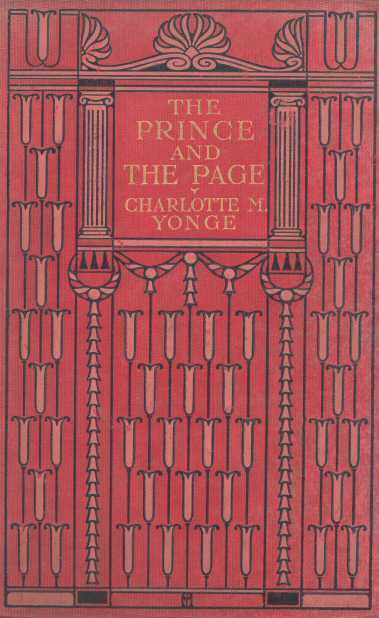 THE
PRINCE
AND
THE PAGE
CHARLOTTE M.
YONGE